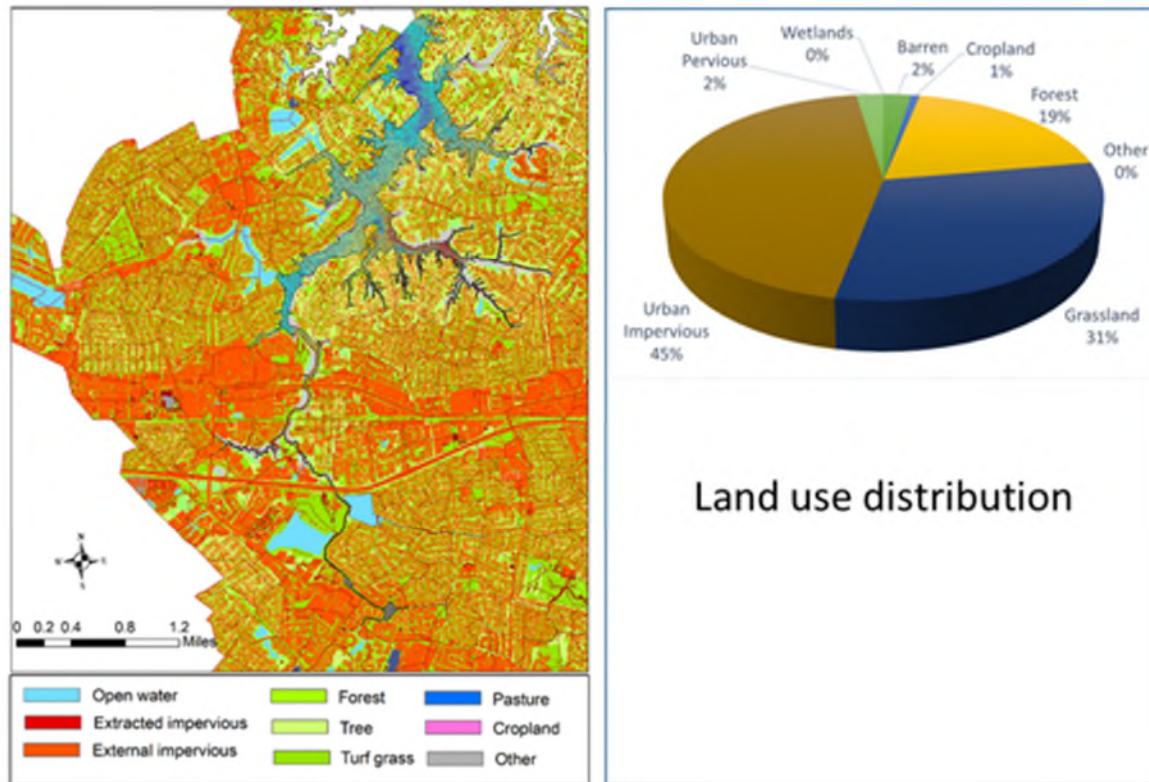 N
W
E
S
0 0.2 0.4 0.8 1.2
Miles
Open water
Extracted impervious
External impervious
Forest
Tree
Turf grass
Pasture
Cropland
Other
Urban
Pervious
2%
Wetlands
0%
Barren
2%
Cropland
1%
Forest
19%
Other
0%
Grassland
31%
Urban
Impervious
45%
Land use distribution